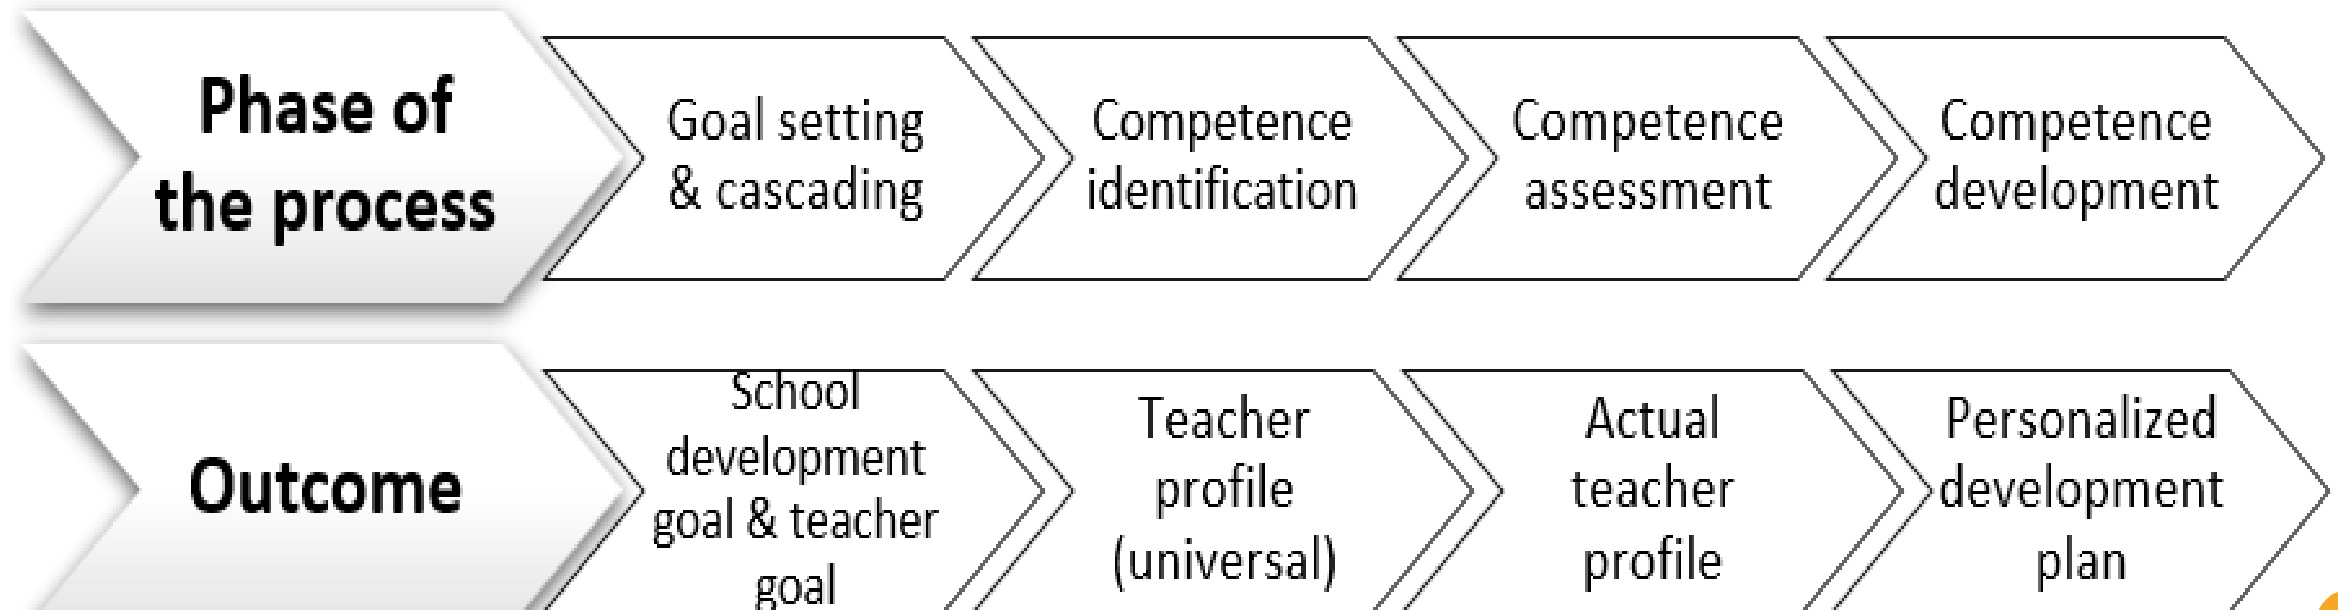 Phase of
the process
Goal setting
& cascading
Competence
identification
Competence
assessment
Competence
development
Outcome
School
development
goal & teacher
goal
Teacher
profile
(universal)
Actual
teacher
profile
Personalized
development
plan